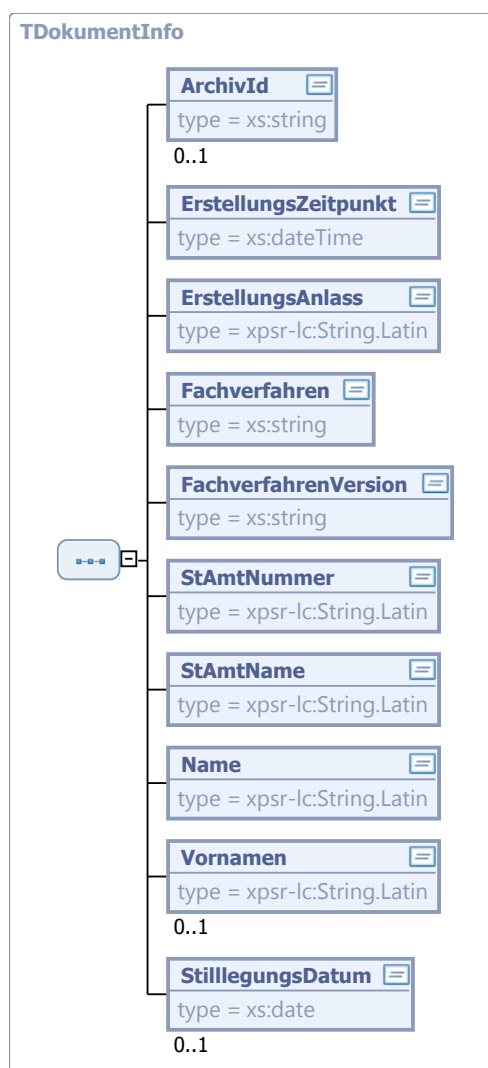 TDokumentInfo
ArchivId
type = xs:string
0..1
ErstellungsZeitpunkt
type = xs:dateTime
ErstellungsAnlass
type = xpsr-lc:String.Latin
Fachverfahren
type = xs:string
FachverfahrenVersion
type = xs:string
StAmtNummer
type = xpsr-lc:String.Latin
StAmtName
type = xpsr-lc:String.Latin
Name
type = xpsr-lc:String.Latin
Vornamen
type = xpsr-lc:String.Latin
0..1
StilllegungsDatum
type = xs:date
0..1